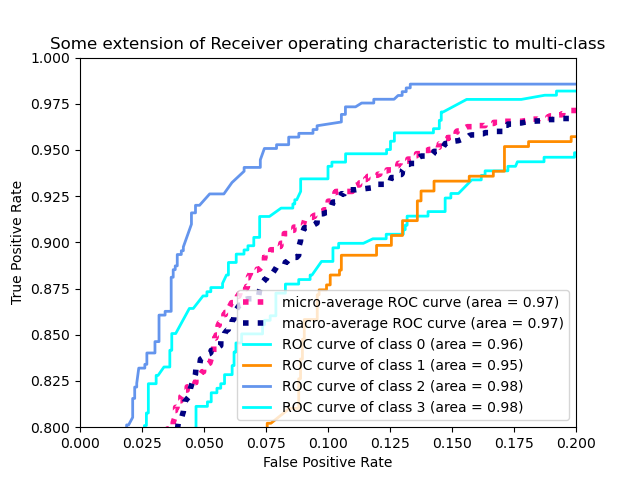 Some extension of Receiver operating characteristic to multi-class
True Positive Rate
1.000
0.975
0.950
0.925
0.900
0.875
0.850
0.825
0.800
micro-average ROC curve (area = 0.97)
macro-average ROC curve (area = 0.97)
ROC curve of class 0 (area = 0.96)
ROC curve of class 1 (area = 0.95)
ROC curve of class 2 (area = 0.98)
ROC curve of class 3 (area = 0.98)
0.000 0.025 0.050 0.075 0.100 0.125 0.150 0.175 0.200
False Positive Rate